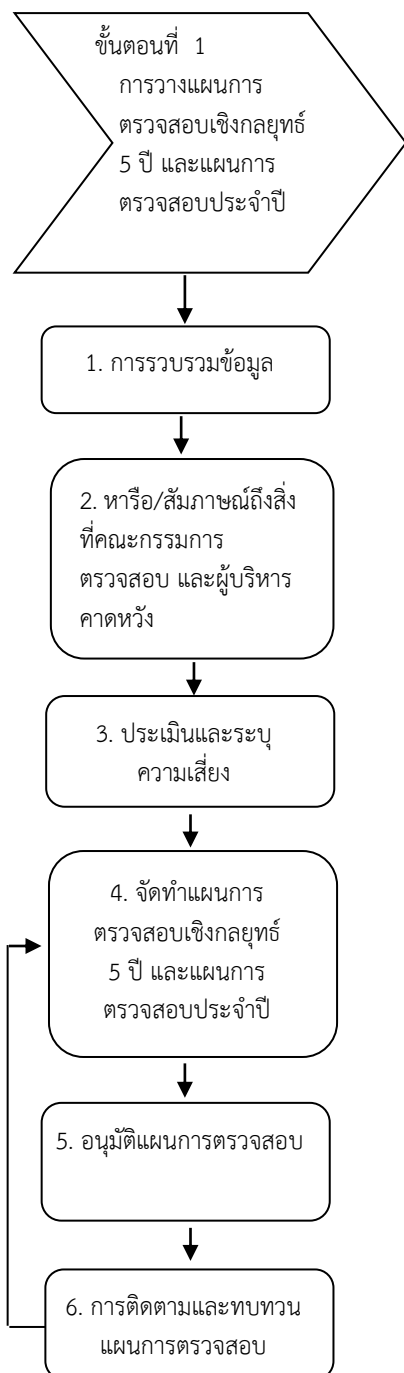 ขั้นตอนที่ 1
การวางแผนการ
ตรวจสอบเชิงกลยุทธ์
5 ปี และแผนการ
ตรวจสอบประจำปี
1. การรวบรวมข้อมูล
2. หารือ/สัมภาษณ์ถึงสิ่ง
ที่คณะกรรมการ
ตรวจสอบ และผู้บริหาร
คาดหวัง
3. ประเมินและระบุ
ความเสี่ยง
4. จัดทำแผนการ
ตรวจสอบเชิงกลยุทธ์
5 ปี และแผนการ
ตรวจสอบประจำปี
5. อนุมัติแผนการตรวจสอบ
6. การติดตามและทบทวน
แผนการตรวจสอบ